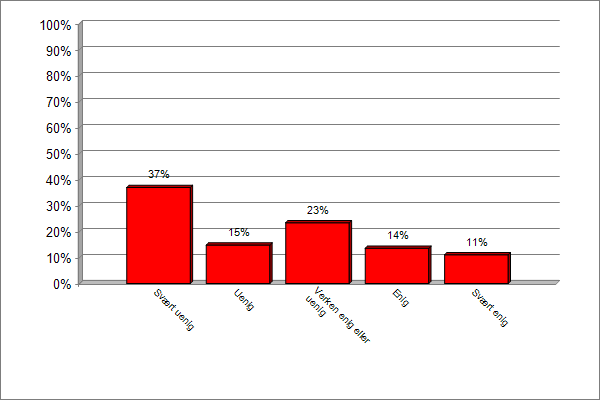 100%
90%
80%
70%
60%
50%
40%
30%
20%
10%
0%
37%
15%
23%
14%
11%
Svært uenig
Uenig
Verken enig eller
uenig
Enig
Svært enig